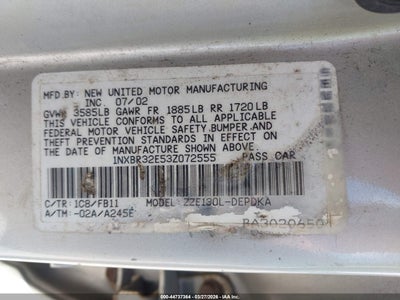 MFD.BY: NEW UNITED MOTOR MANUFACTURING
INC. 07/02
GVWR 3585LB GAWR FR 1885LB RR 1720LB
THIS VEHICLE CONFORMS TO ALL APPLICABLE
FEDERAL MOTOR VEHICLE SAFETY, BUMPER, AND
THEFT PREVENTION STANDARDS IN EFFECT ON
THE DATE OF MANUFACTURE SHOWN ABOVE.
1NXBR32E53Z072555 PASS. CAR
C/TR: 1C8/FB11 MODEL: ZZE130L-DEPDKA
A/TM: -02A/A245E
© 44737364 | 03/27/2026 - IAA Holdings, LLC